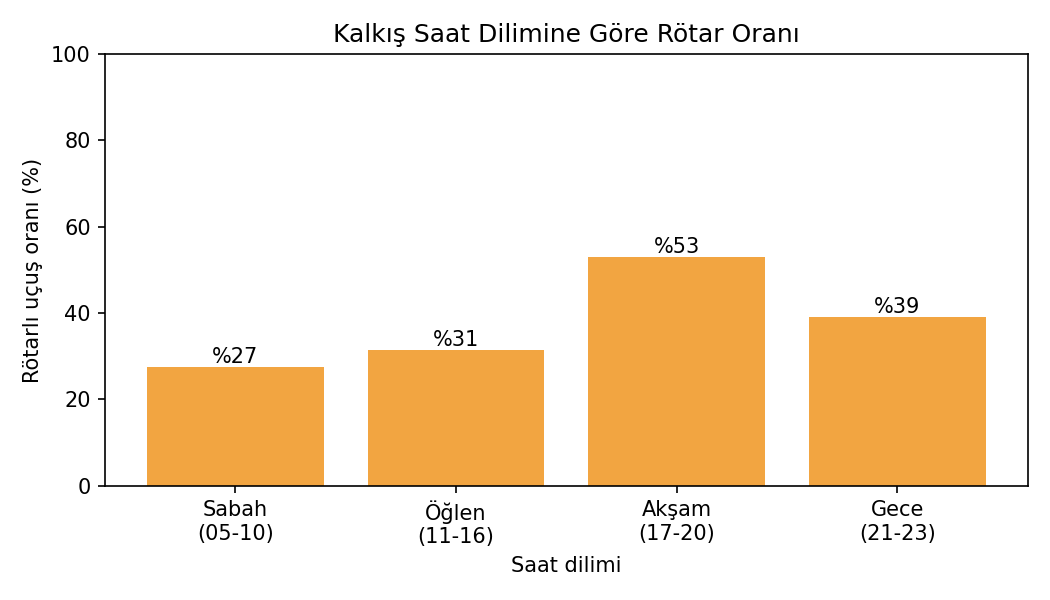 Kalkış Saat Dilimine Göre Rötar Oranı
Rötarlı uçuş oranı (%)
100
80
60
40
20
0
%27
%31
%53
%39
Sabah
(05-10)
Öğlen
(11-16)
Akşam
(17-20)
Gece
(21-23)
Saat dilimi